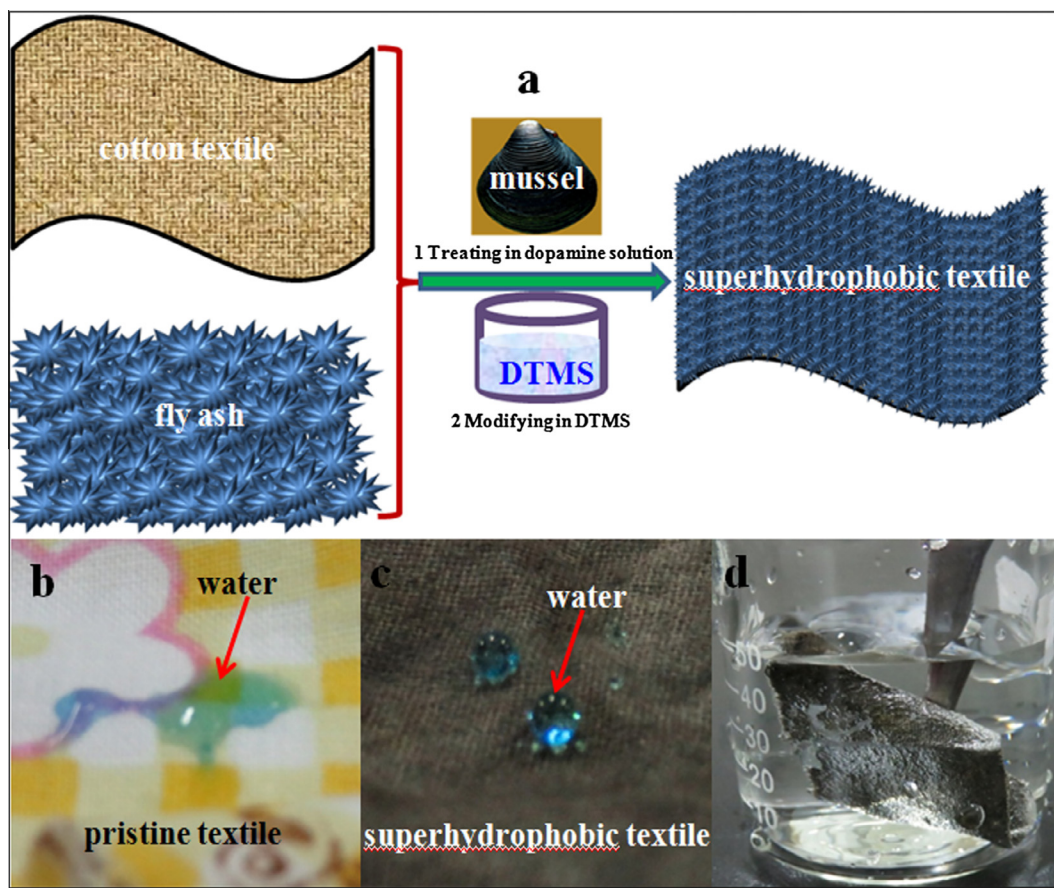 a
cotton textile
mussel
1 Treating in dopamine solution
superhydrophobic textile
DTMS
fly ash
2 Modifying in DTMS
b
water
pristine textile
c
water
superhydrophobic textile
d
50
40
30
20
10